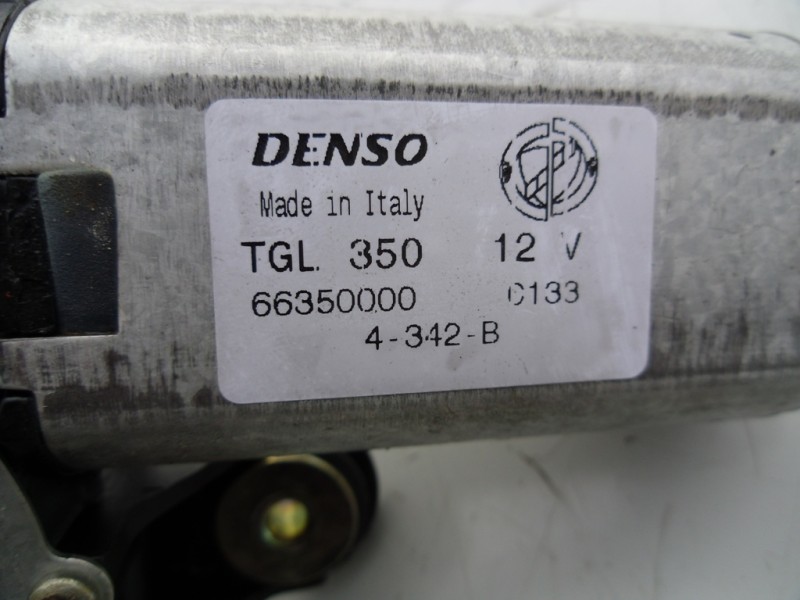 DENSO
Made in Italy
TGL 350 12 V
66350000 C133
4-342-B